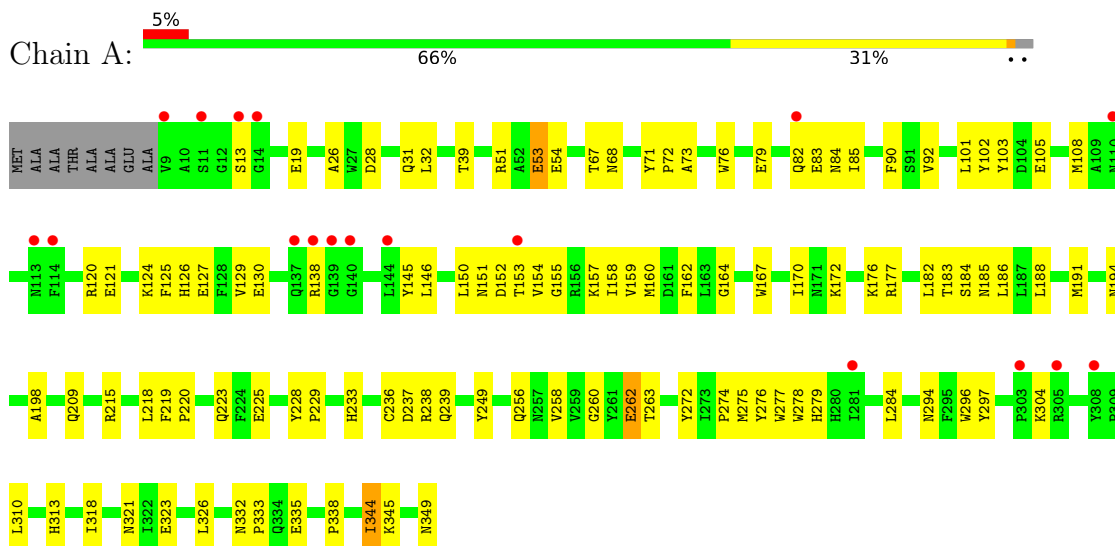 5%
Chain A:
66% 31% • •
MET ALA ALA THR ALA ALA GLU ALA V9 A10 S11 G12 S13 G14 E19 A26 W27 D28 Q31 L32 T39 R51 A52 E53 E54 T67 N68 Y71 P72 A73 W76 E79 Q82 E83 N84 I85 F90 S91 V92 L101 Y102 Y103 D104 E105 M108 A109 N110
N113 F114 R120 E121 K124 F125 H126 E127 F128 V129 E130 Q137 R138 G139 G140 L144 Y145 L146 L150 N151 D152 T153 V154 G155 R156 K157 I158 V159 M160 D161 F162 L163 G164 W167 I170 N171 K172 K176 R177 L182 T183 S184 N185 L186 L187 L188 M191 N194
A198 Q209 R215 L218 F219 P220 Q223 F224 E225 Y228 P229 H233 C236 D237 R238 Q239 Y249 Q256 N257 V258 V259 G260 Y261 E262 T263 Y272 I273 P274 M275 Y276 W277 W278 H279 H280 I281 L284 N294 F295 W296 Y297 P303 K304 R305 Y308
L310 H313 I318 N321 I322 E323 L326 N332 P333 Q334 E335 P338 I344 K345 N349